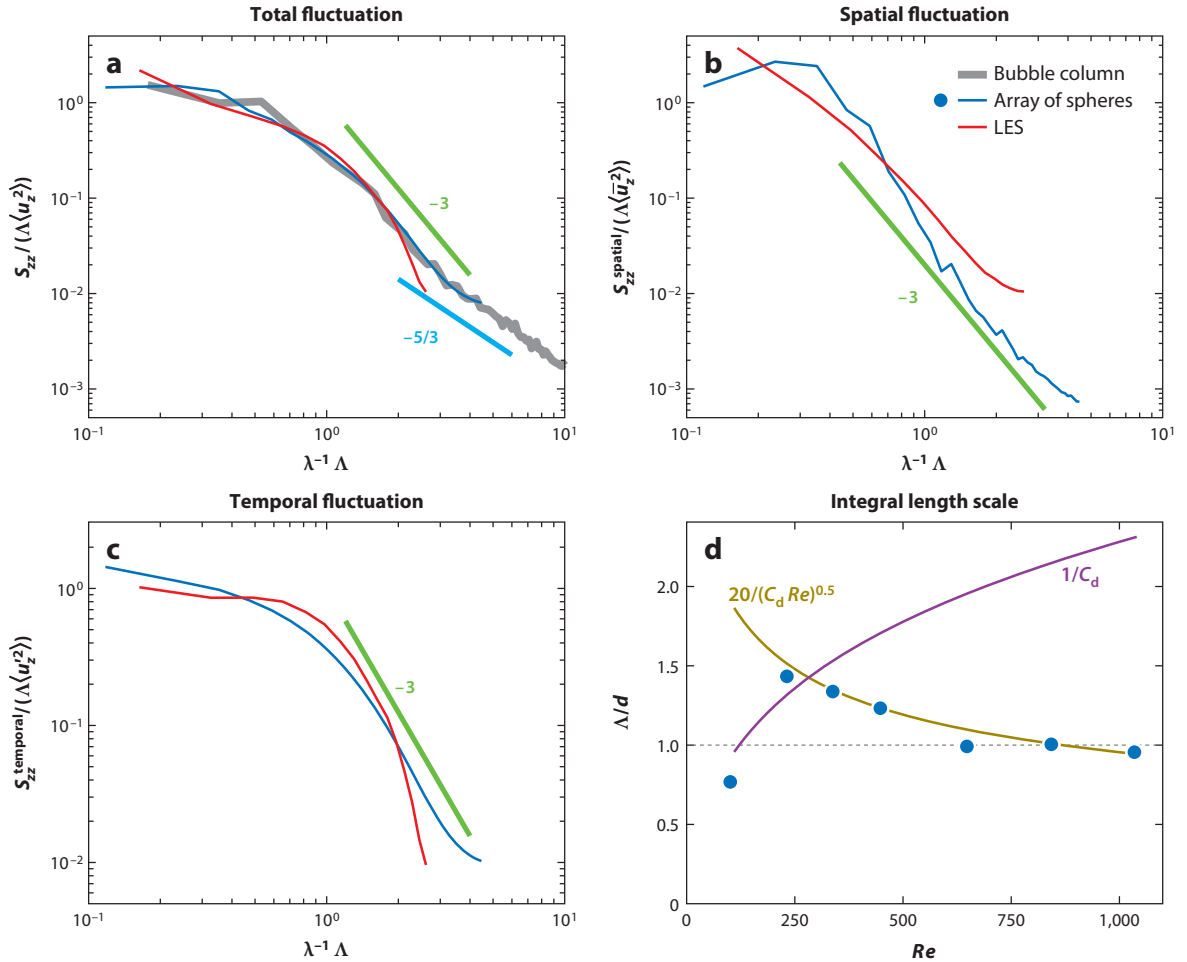 Total fluctuation
a
S_zz / (Λ⟨u_z^2⟩)
10^0
10^-1
10^-2
10^-3
−3
−5/3
10^-1
10^0
10^1
λ^-1 Λ
Spatial fluctuation
b
Bubble column
Array of spheres
LES
S_zz^spatial / (Λ⟨ū_z^2⟩)
10^0
10^-1
10^-2
10^-3
−3
10^-1
10^0
10^1
λ^-1 Λ
Temporal fluctuation
c
S_zz^temporal / (Λ⟨u′_z^2⟩)
10^0
10^-1
10^-2
−3
10^-1
10^0
10^1
λ^-1 Λ
Integral length scale
d
Λ/d
2.0
1.5
1.0
0.5
0
20/(C_d Re)^0.5
1/C_d
0
250
500
750
1,000
Re